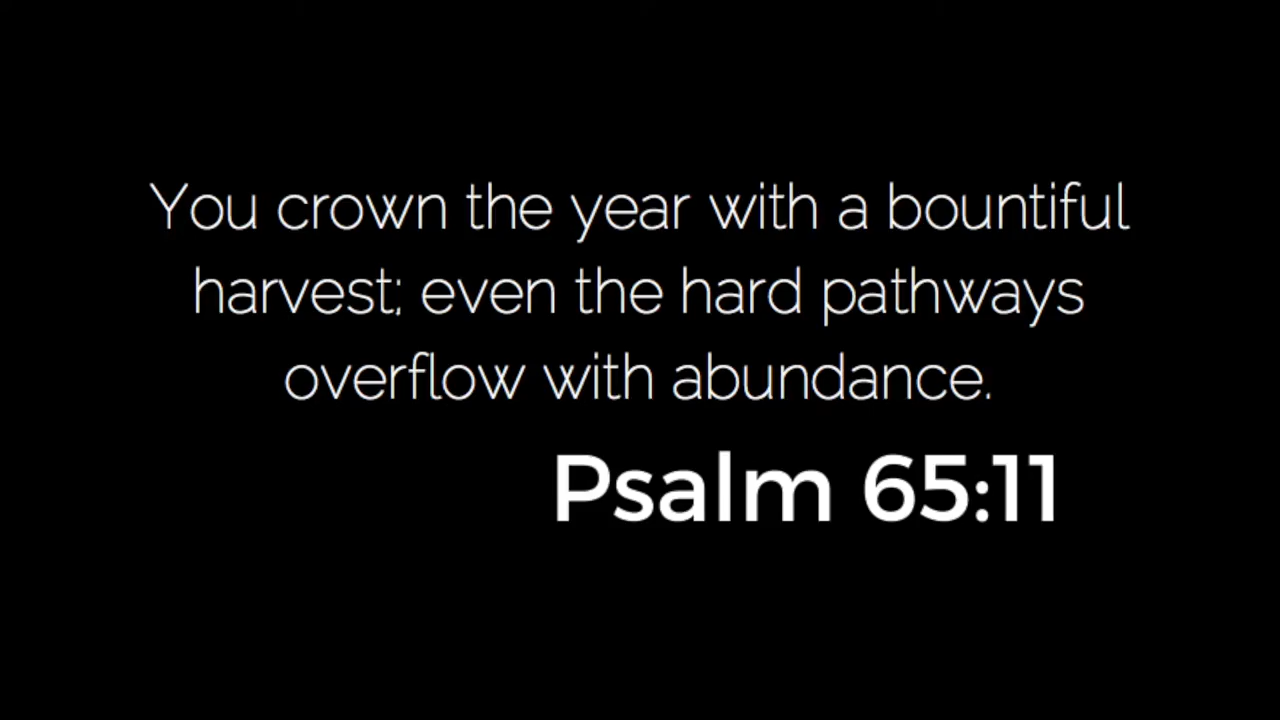 You crown the year with a bountiful
harvest; even the hard pathways
overflow with abundance.
Psalm 65:11